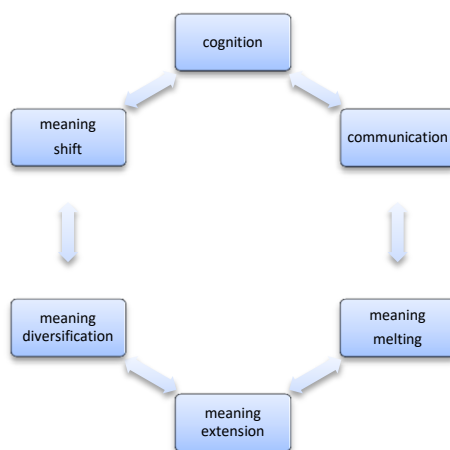 cognition
meaning
shift
communication
meaning
diversification
meaning
melting
meaning
extension